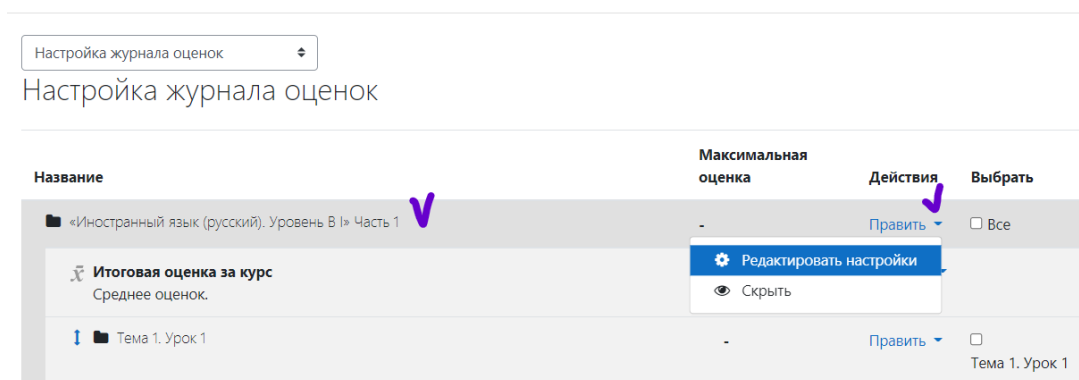 Настройка журнала оценок
Настройка журнала оценок
Название
Максимальная
оценка
Действия
Выбрать
«Иностранный язык (русский). Уровень В I» Часть 1
-
Править
Все
Редактировать настройки
Скрыть
Итоговая оценка за курс
Среднее оценок.
Тема 1. Урок 1
-
Править
Тема 1. Урок 1